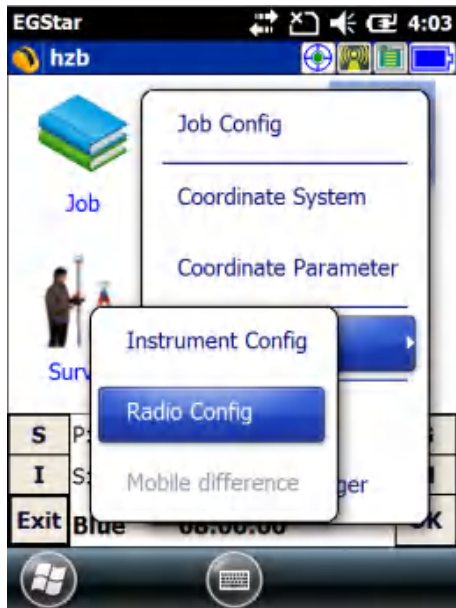 EGStar 4:03
hzb
Job Config
Job
Coordinate System
Coordinate Parameter
Instrument Config
Radio Config
S P:
I S:
Mobile difference
Exit Blue 08:00:00 OK